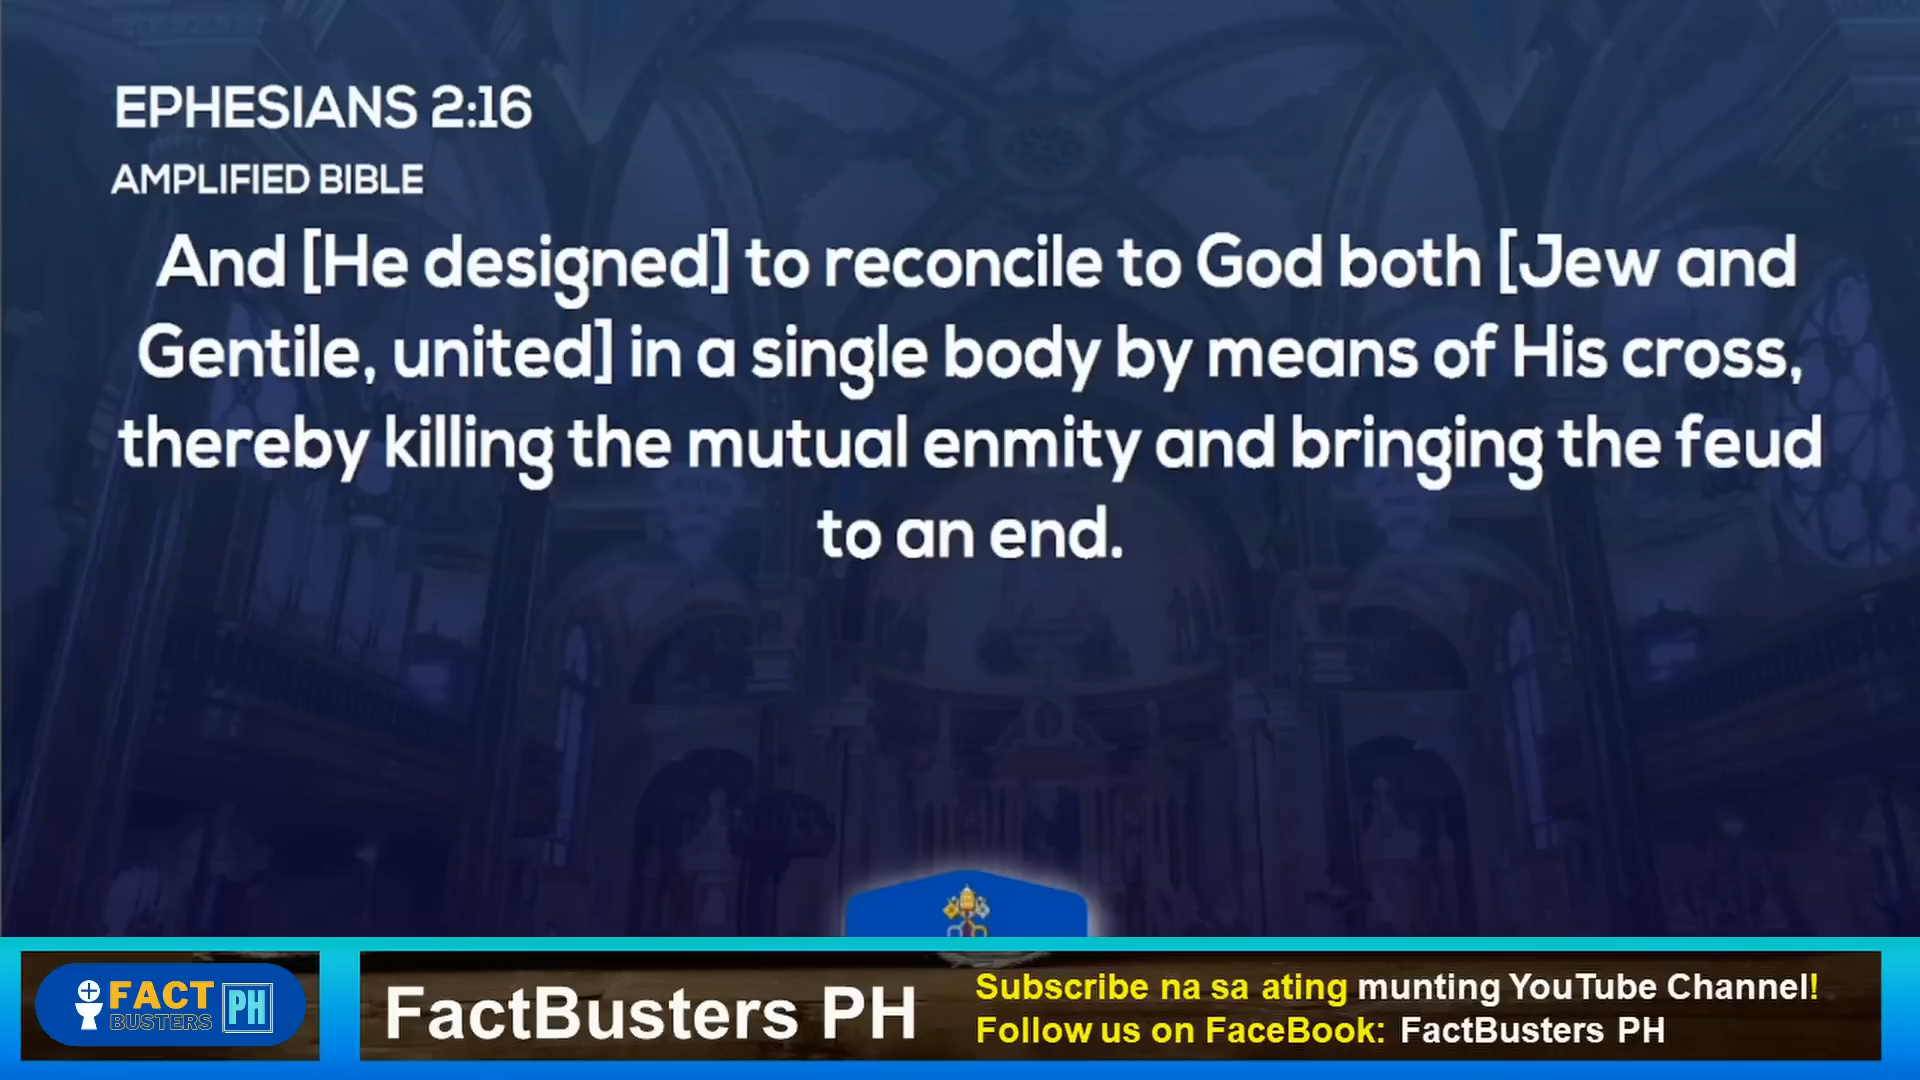 EPHESIANS 2:16
AMPLIFIED BIBLE
And [He designed] to reconcile to God both [Jew and
Gentile, united] in a single body by means of His cross,
thereby killing the mutual enmity and bringing the feud
to an end.
FACT
BUSTERS
PH
FactBusters PH
Subscribe na sa ating munting YouTube Channel!
Follow us on FaceBook: FactBusters PH